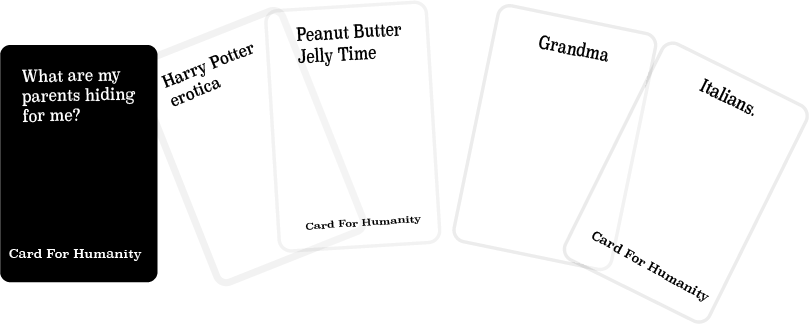 What are my
parents hiding
for me?
Card For Humanity
Harry Potter
erotica
Peanut Butter
Jelly Time
Card For Humanity
Grandma
Italians.
Card For Humanity